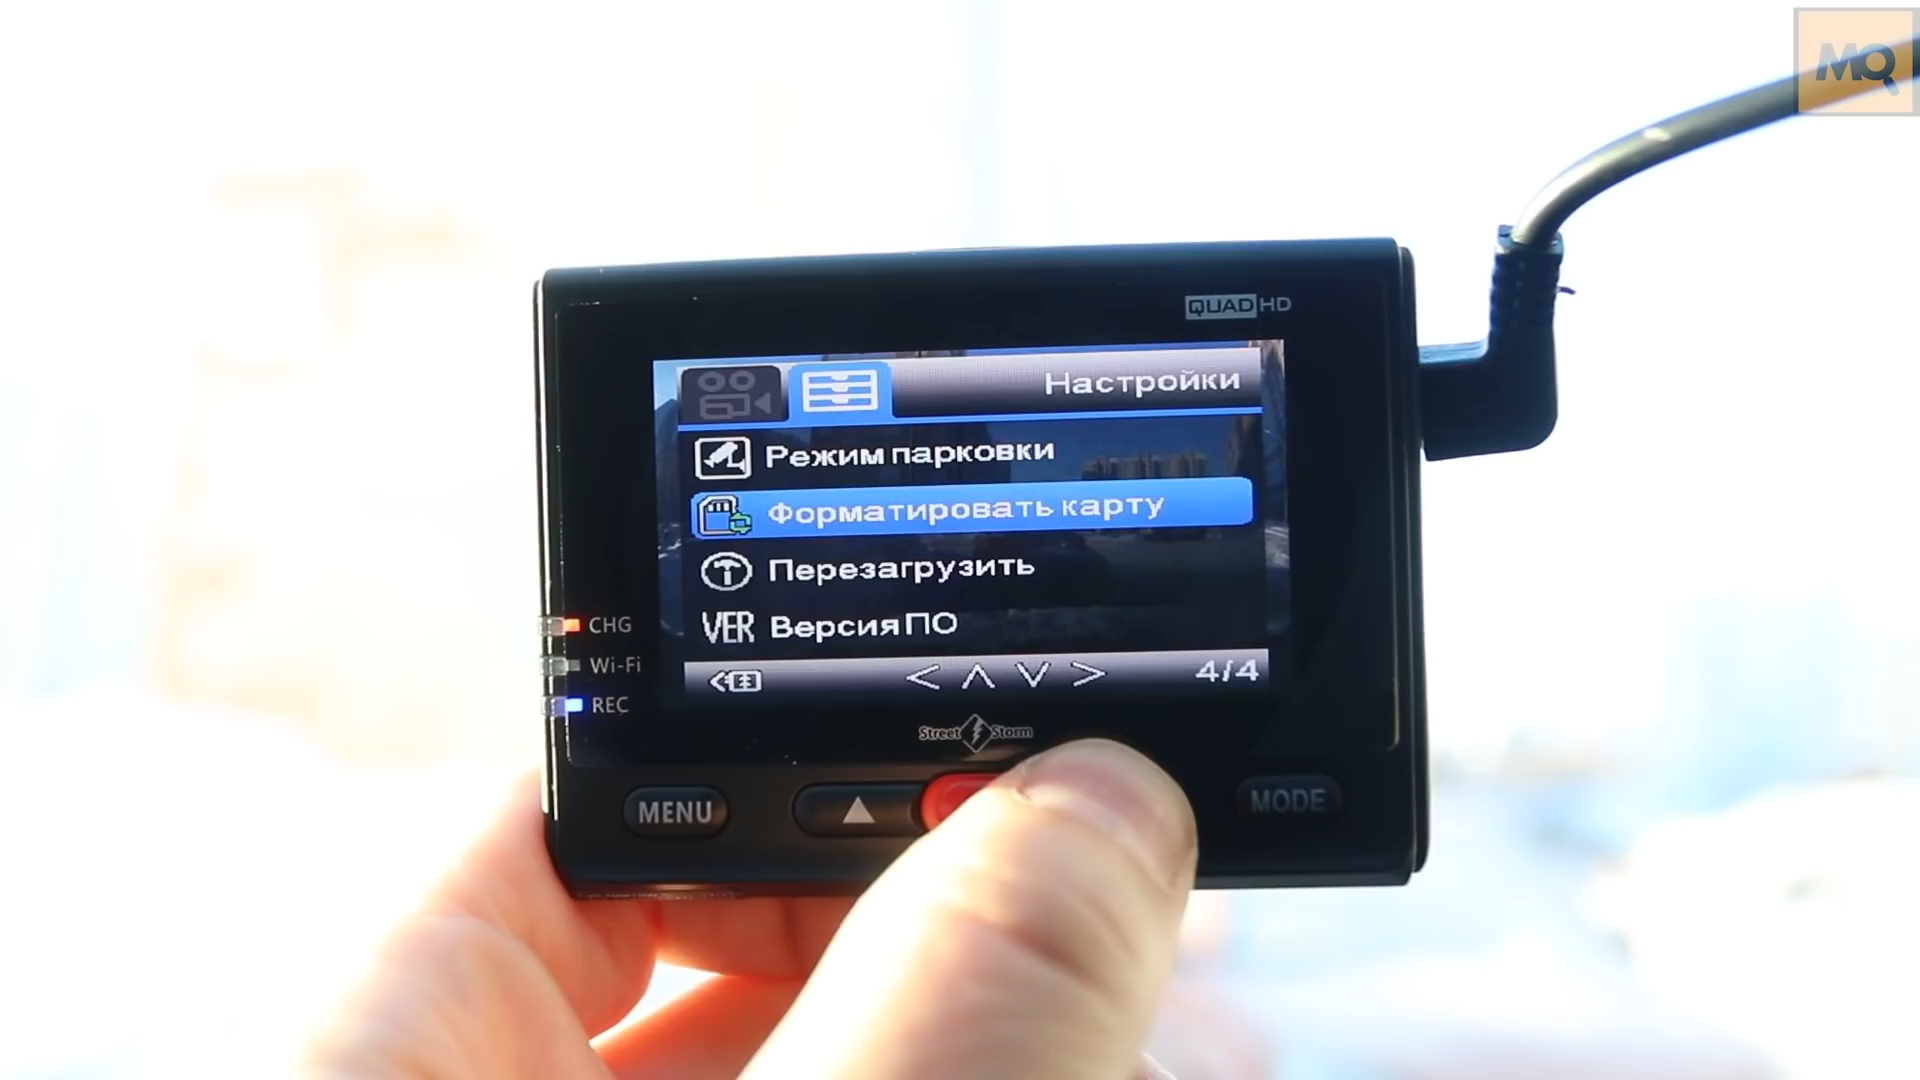 MQ
QUAD HD
Настройки
Режим парковки
Форматировать карту
Перезагрузить
VER Версия ПО
4/4
CHG
Wi-Fi
REC
Street Storm
MENU
MODE